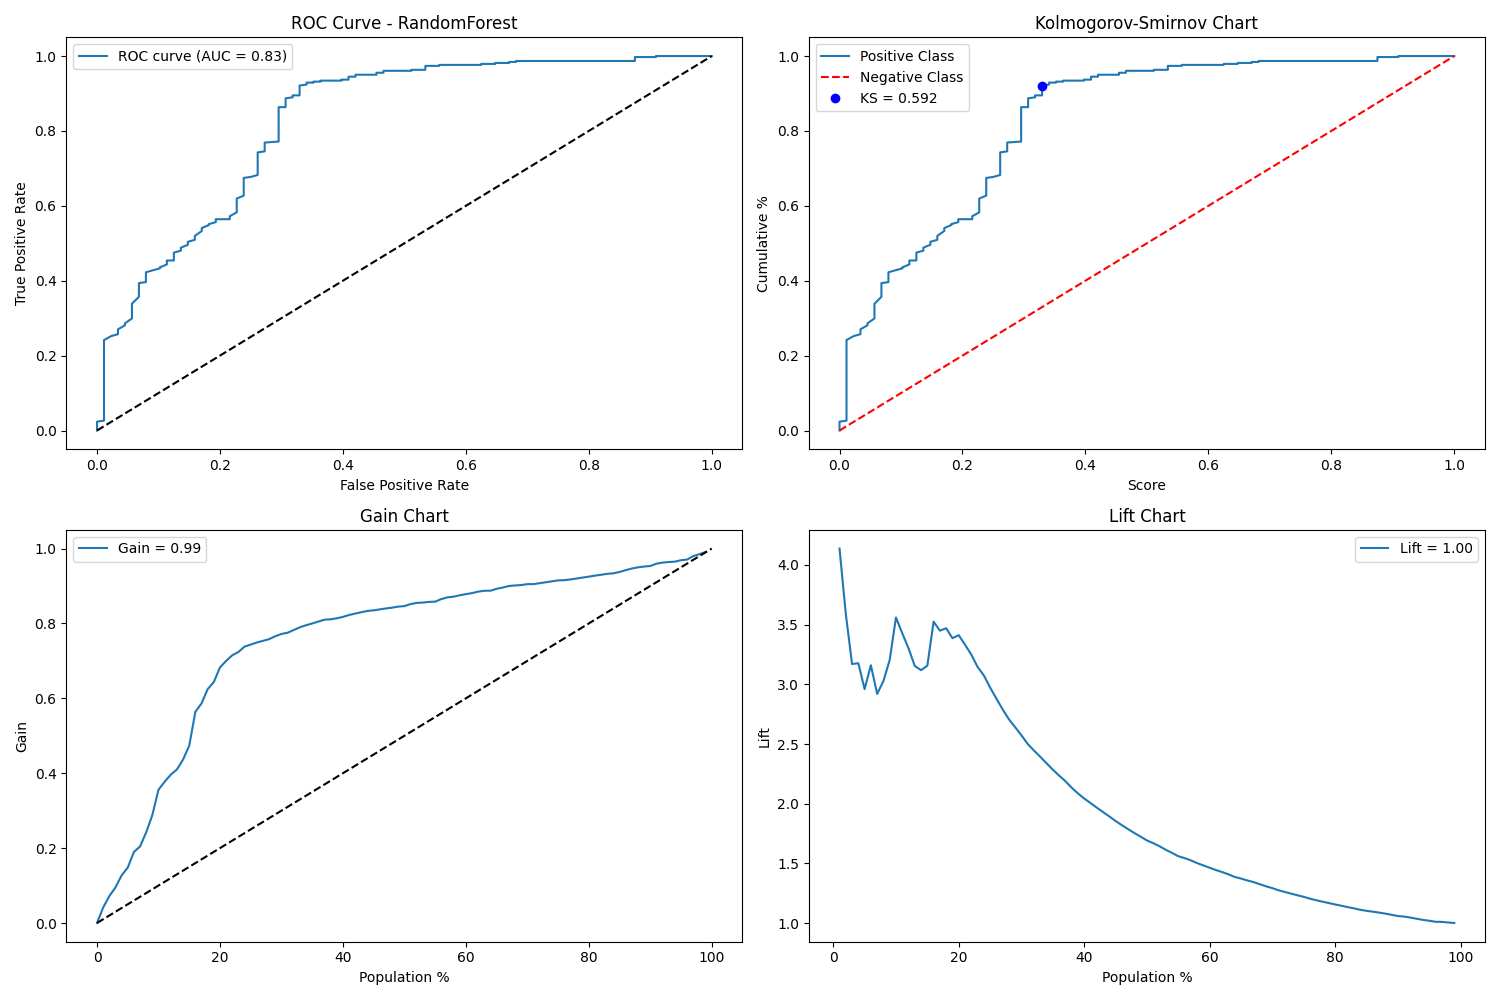 ROC Curve - RandomForest
ROC curve (AUC = 0.83)
1.0
0.8
0.6
0.4
0.2
0.0
True Positive Rate
0.0 0.2 0.4 0.6 0.8 1.0
False Positive Rate
Kolmogorov-Smirnov Chart
Positive Class
Negative Class
KS = 0.592
1.0
0.8
0.6
0.4
0.2
0.0
Cumulative %
0.0 0.2 0.4 0.6 0.8 1.0
Score
Gain Chart
Gain = 0.99
1.0
0.8
0.6
0.4
0.2
0.0
Gain
0 20 40 60 80 100
Population %
Lift Chart
Lift = 1.00
4.0
3.5
3.0
2.5
2.0
1.5
1.0
Lift
0 20 40 60 80 100
Population %